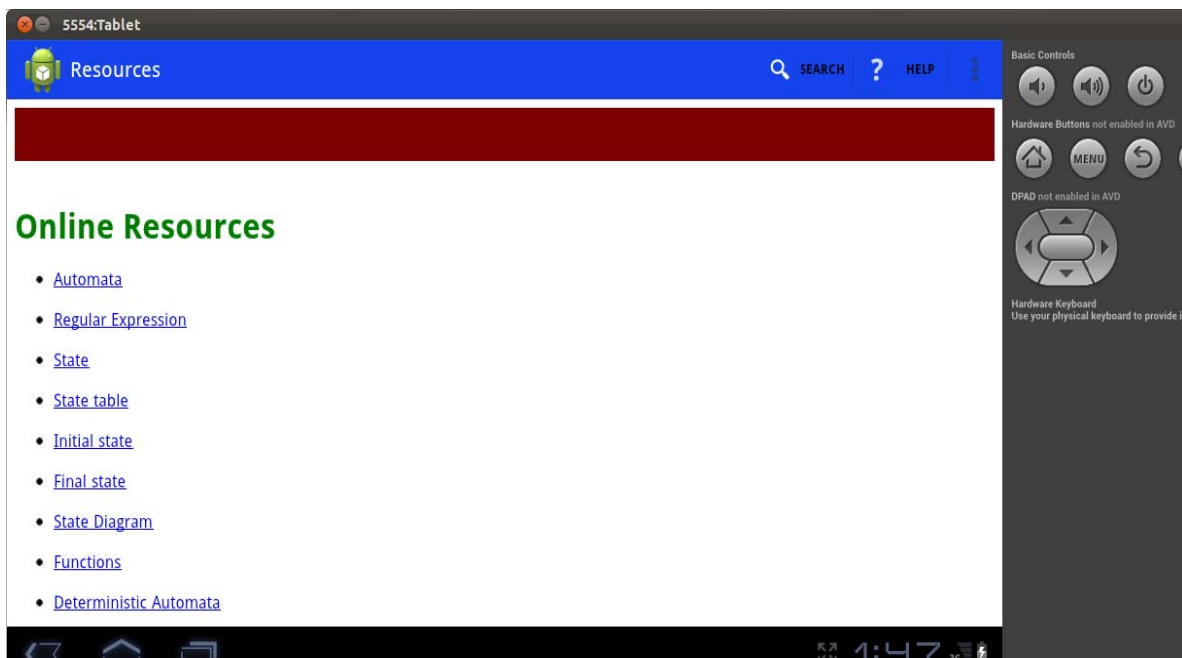 5554:Tablet
Resources
SEARCH ? HELP
Online Resources
• Automata
• Regular Expression
• State
• State table
• Initial state
• Final state
• State Diagram
• Functions
• Deterministic Automata
1:47
Basic Controls
Hardware Buttons not enabled in AVD
MENU
DPAD not enabled in AVD
Hardware Keyboard
Use your physical keyboard to provide i